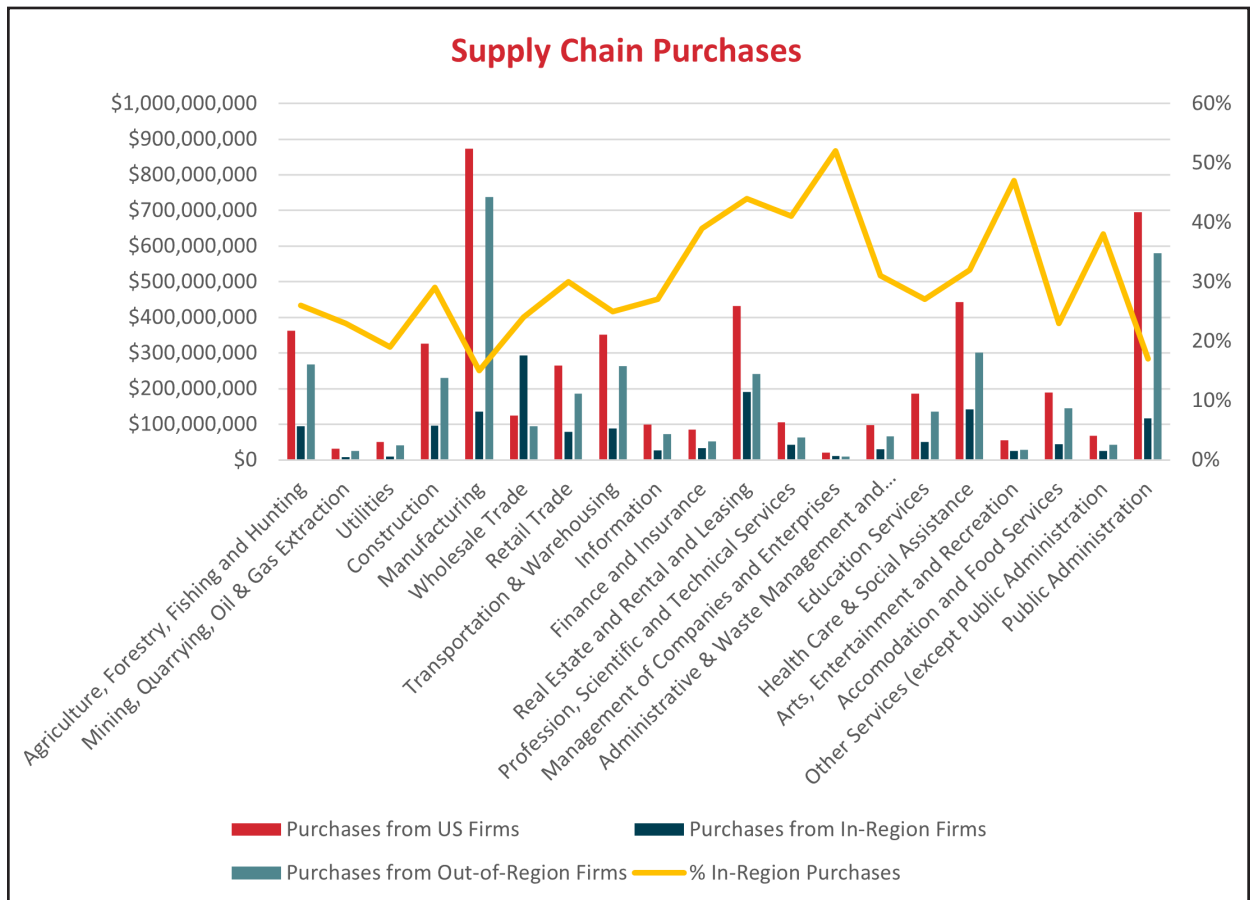 Supply Chain Purchases
$1,000,000,000
$900,000,000
$800,000,000
$700,000,000
$600,000,000
$500,000,000
$400,000,000
$300,000,000
$200,000,000
$100,000,000
$0
60%
50%
40%
30%
20%
10%
0%
Agriculture, Forestry, Fishing and Hunting
Mining, Quarrying, Oil & Gas Extraction
Utilities
Construction
Manufacturing
Wholesale Trade
Retail Trade
Transportation & Warehousing
Information
Finance and Insurance
Real Estate and Rental and Leasing
Profession, Scientific and Technical Services
Management of Companies and Enterprises
Administrative & Waste Management and...
Education Services
Health Care & Social Assistance
Arts, Entertainment and Recreation
Accomodation and Food Services
Other Services (except Public Administration
Public Administration
Purchases from US Firms
Purchases from In-Region Firms
Purchases from Out-of-Region Firms
% In-Region Purchases